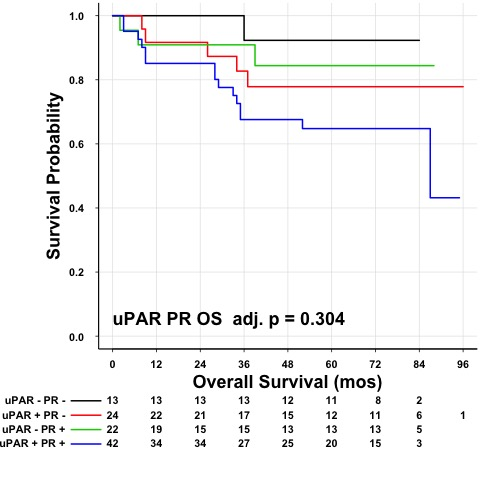 1.0
0.8
0.6
0.4
0.2
0.0
Survival Probability
uPAR PR OS adj. p = 0.304
0 12 24 36 48 60 72 84 96
Overall Survival (mos)
uPAR - PR - 13 13 13 13 12 11 8 2
uPAR + PR - 24 22 21 17 15 12 11 6 1
uPAR - PR + 22 19 15 15 13 13 13 5
uPAR + PR + 42 34 34 27 25 20 15 3